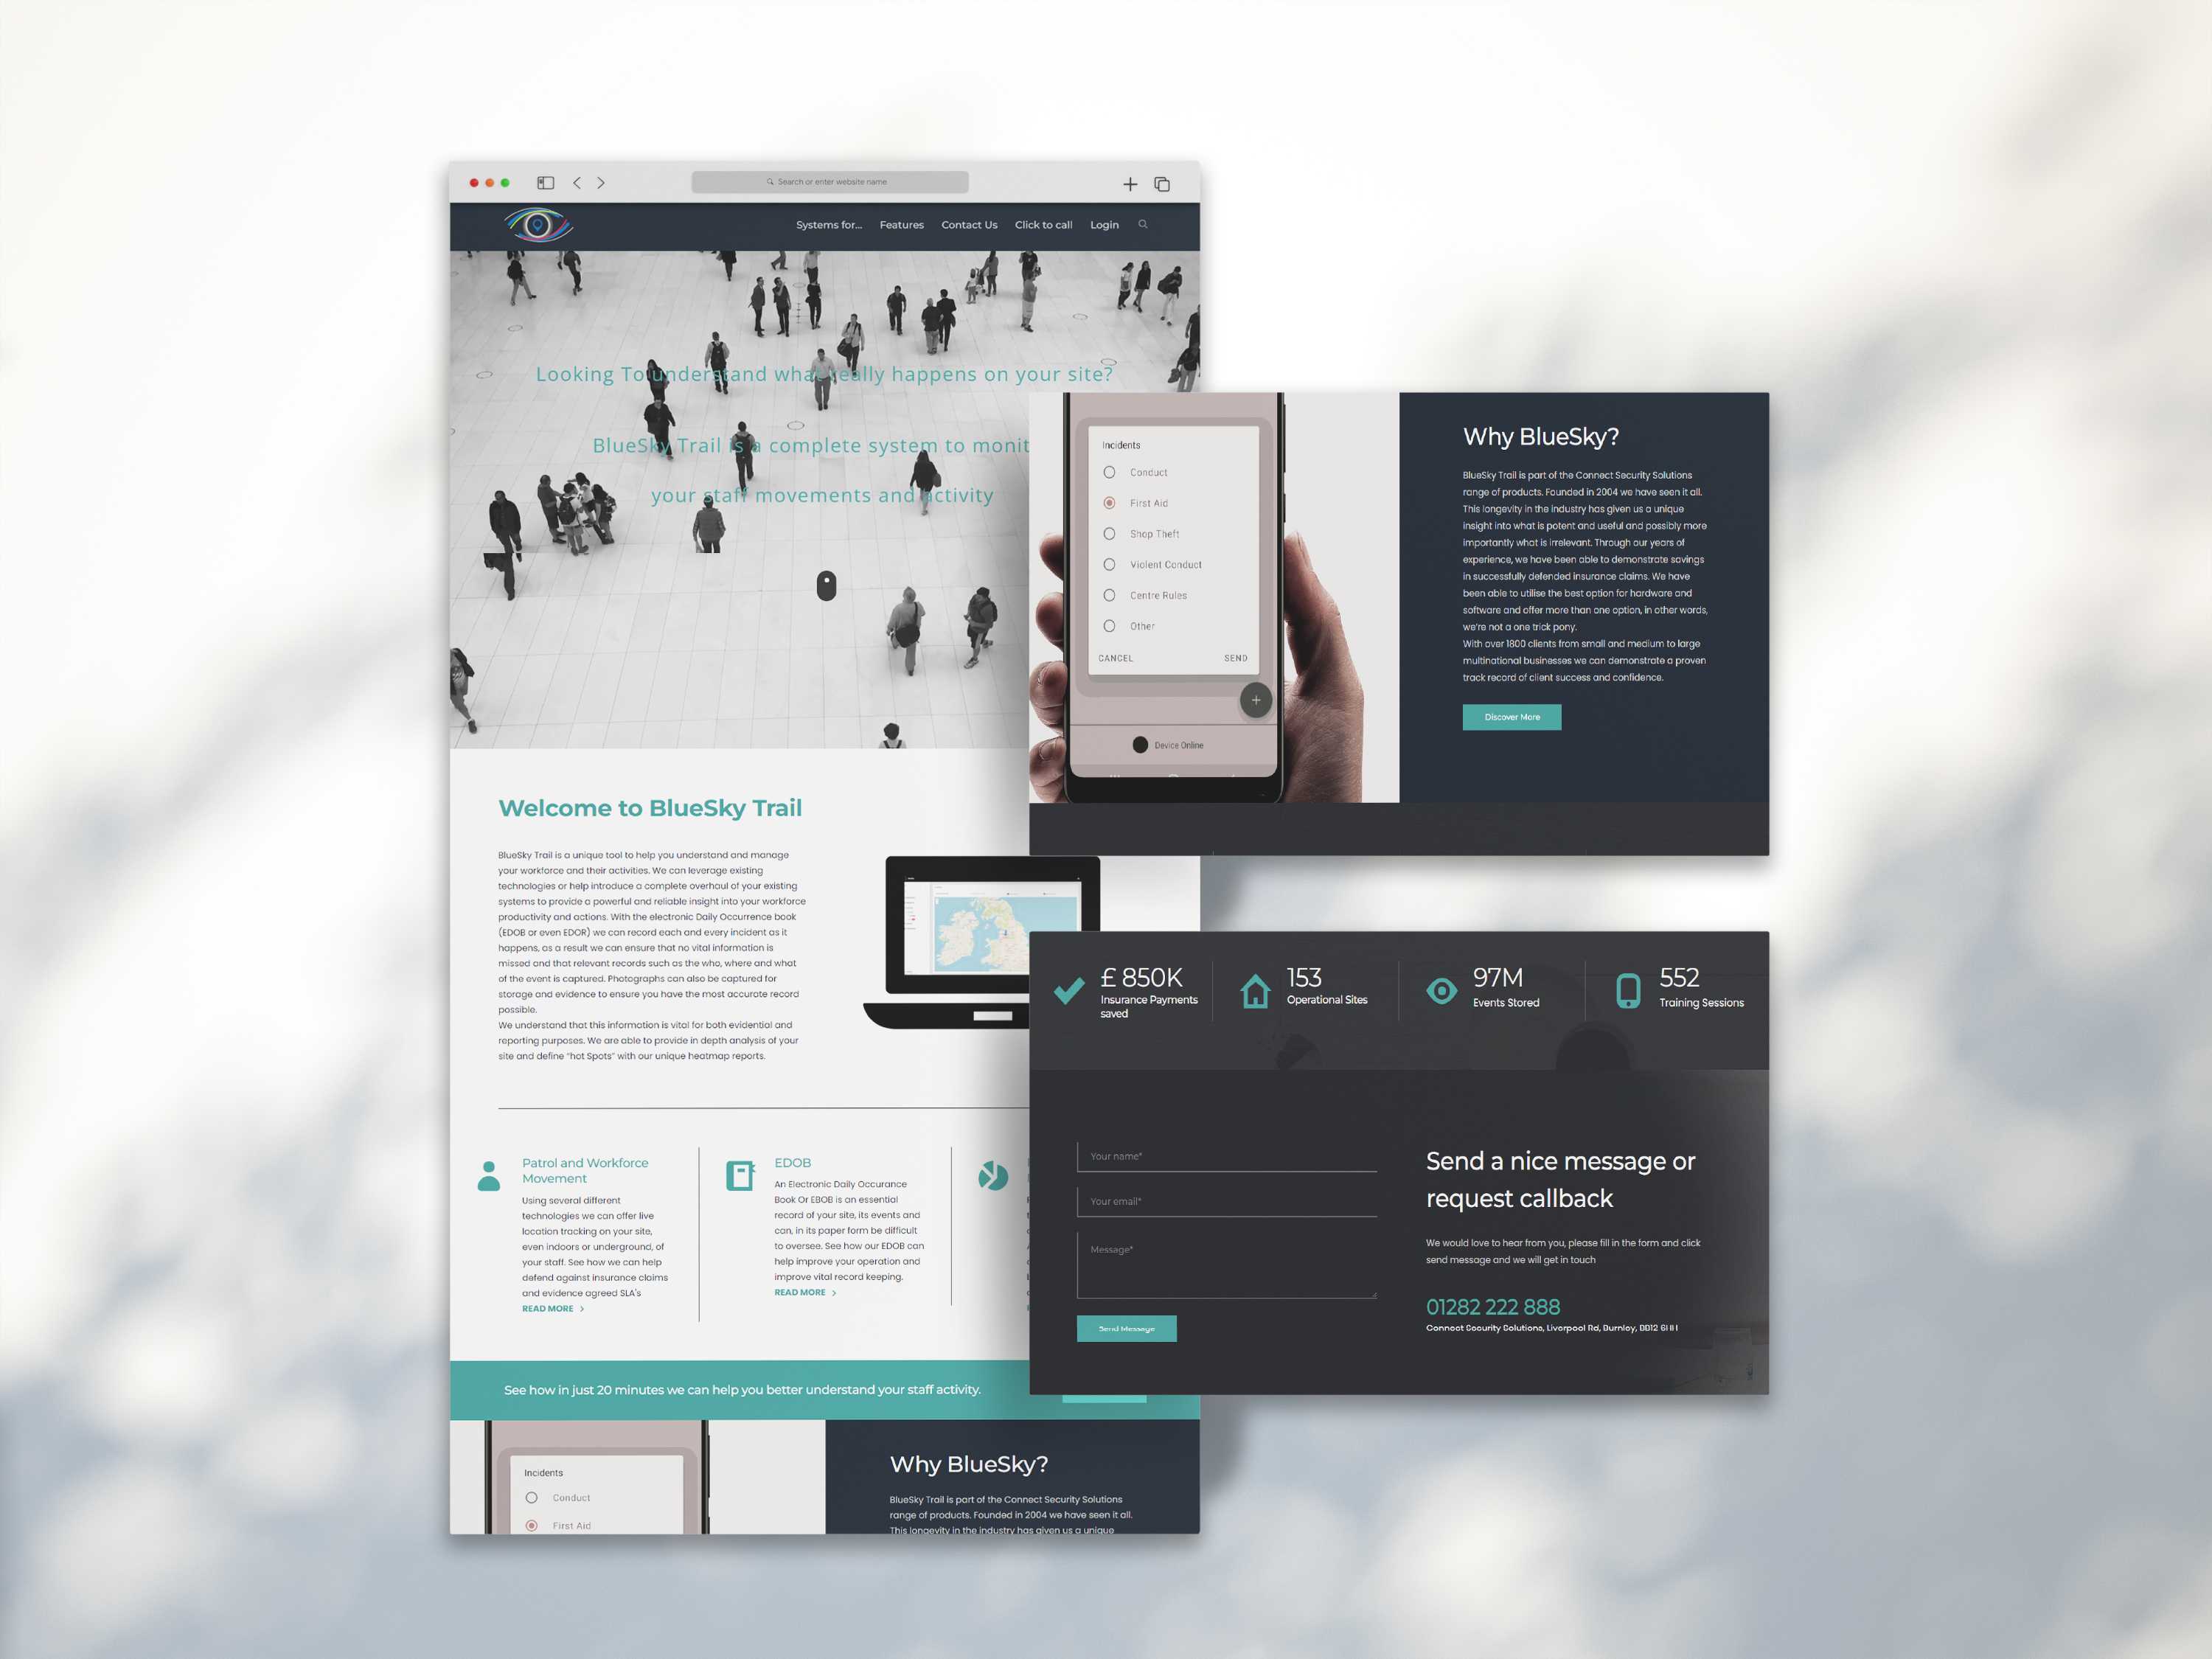 Search or enter website name
Systems for... Features Contact Us Click to call Login
Looking To understand what really happens on your site?
BlueSky Trail is a complete system to monit
your staff movements and activity
Welcome to BlueSky Trail
BlueSky Trail is a unique tool to help you understand and manage
your workforce and their activities. We can leverage existing
technologies or help introduce a complete overhaul of your existing
systems to provide a powerful and reliable insight into your workforce
productivity and actions. With the electronic Daily Occurrence book
(EDOB or even EDOR) we can record each and every incident as it
happens, as a result we can ensure that no vital information is
missed and that relevant records such as the who, where and what
of the event is captured. Photographs can also be captured for
storage and evidence to ensure you have the most accurate record
possible.
We understand that this information is vital for both evidential and
reporting purposes. We are able to provide in depth analysis of your
site and define "hot Spots" with our unique heatmap reports.
Patrol and Workforce
Movement
Using several different
technologies we can offer live
location tracking on your site,
even indoors or underground, of
your staff. See how we can help
defend against insurance claims
and evidence agreed SLA's
READ MORE >
EDOB
An Electronic Daily Occurance
Book Or EBOB is an essential
record of your site, its events and
can, in its paper form be difficult
to oversee. See how our EDOB can
help improve your operation and
improve vital record keeping.
READ MORE >
See how in just 20 minutes we can help you better understand your staff activity.
Incidents
Conduct
First Aid
Why BlueSky?
BlueSky Trail is part of the Connect Security Solutions
range of products. Founded in 2004 we have seen it all.
This longevity in the industry has given us a unique
Incidents
Conduct
First Aid
Shop Theft
Violent Conduct
Centre Rules
Other
CANCEL SEND
Device Online
Why BlueSky?
BlueSky Trail is part of the Connect Security Solutions
range of products. Founded in 2004 we have seen it all.
This longevity in the industry has given us a unique
insight into what is potent and useful and possibly more
importantly what is irrelevant. Through our years of
experience, we have been able to demonstrate savings
in successfully defended insurance claims. We have
been able to utilise the best option for hardware and
software and offer more than one option, in other words,
we're not a one trick pony.
With over 1800 clients from small and medium to large
multinational businesses we can demonstrate a proven
track record of client success and confidence.
Discover More
£ 850K
Insurance Payments
saved
153
Operational Sites
97M
Events Stored
552
Training Sessions
Your name*
Your email*
Message*
Send Message
Send a nice message or
request callback
We would love to hear from you, please fill in the form and click
send message and we will get in touch
01282 222 888
Connect Security Solutions, Liverpool Rd, Burnley,